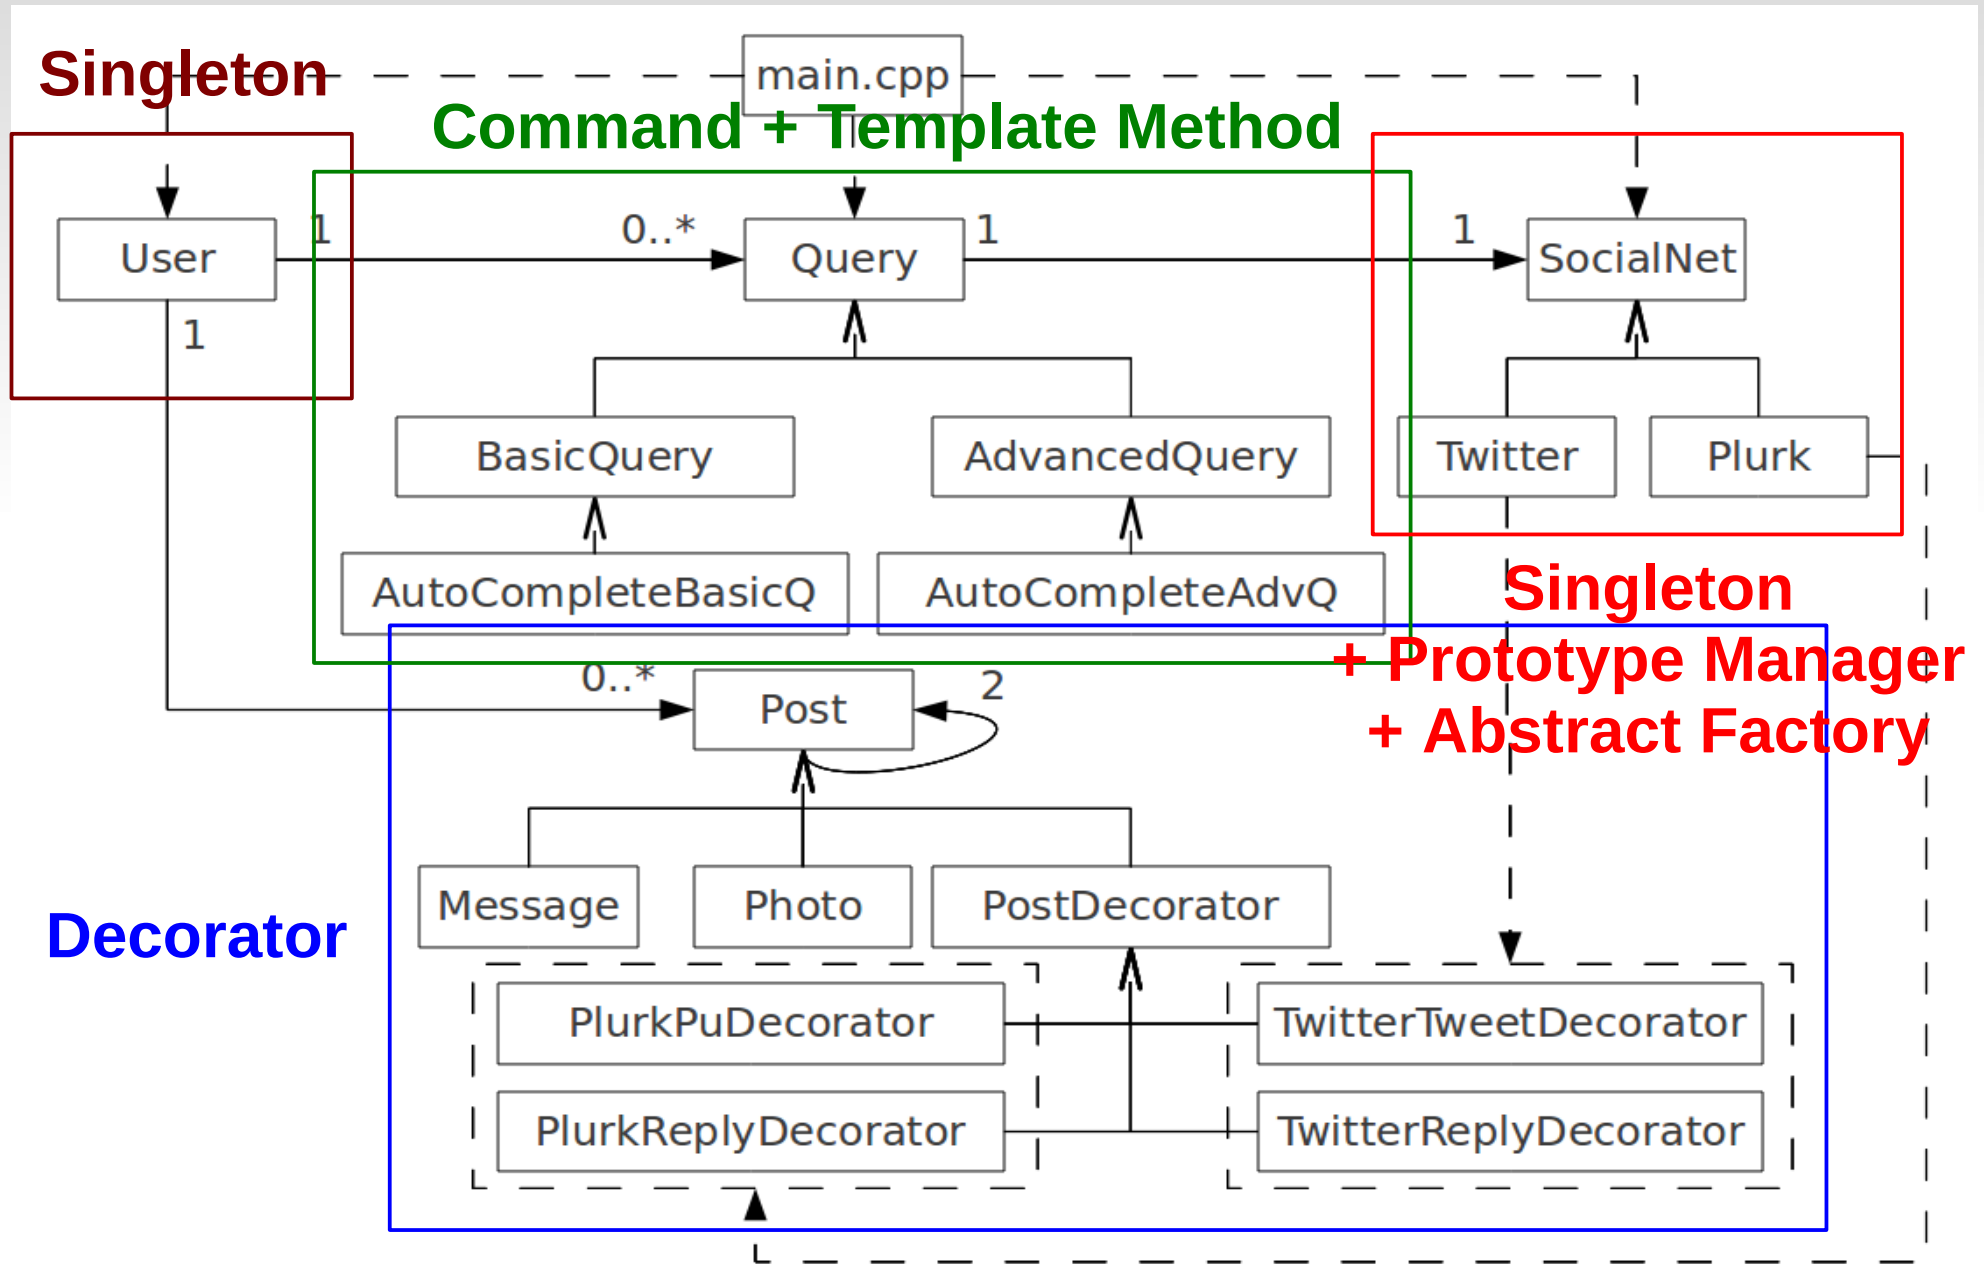 Singleton
main.cpp
Command + Template Method
User
1
0..*
Query
1
1
SocialNet
1
BasicQuery
AdvancedQuery
Twitter
Plurk
AutoCompleteBasicQ
AutoCompleteAdvQ
Singleton
+ Prototype Manager
+ Abstract Factory
0..*
Post
2
Message
Photo
PostDecorator
Decorator
PlurkPuDecorator
TwitterTweetDecorator
PlurkReplyDecorator
TwitterReplyDecorator